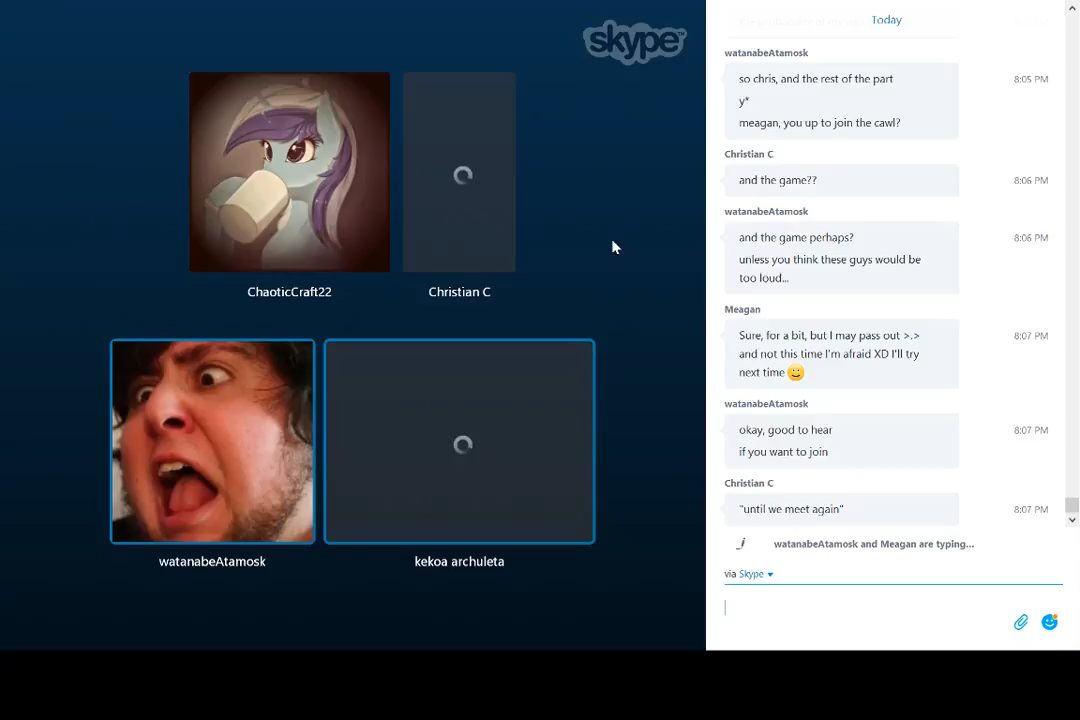 skype™
ChaoticCraft22
Christian C
watanabeAtamosk
kekoa archuleta
Today
watanabeAtamosk
so chris, and the rest of the part
8:05 PM
y*
meagan, you up to join the cawl?
Christian C
and the game??
8:06 PM
watanabeAtamosk
and the game perhaps?
8:06 PM
unless you think these guys would be
too loud...
Meagan
Sure, for a bit, but I may pass out >.>
8:07 PM
and not this time I'm afraid XD I'll try
next time
watanabeAtamosk
okay, good to hear
8:07 PM
if you want to join
Christian C
"until we meet again"
8:07 PM
watanabeAtamosk and Meagan are typing...
via Skype